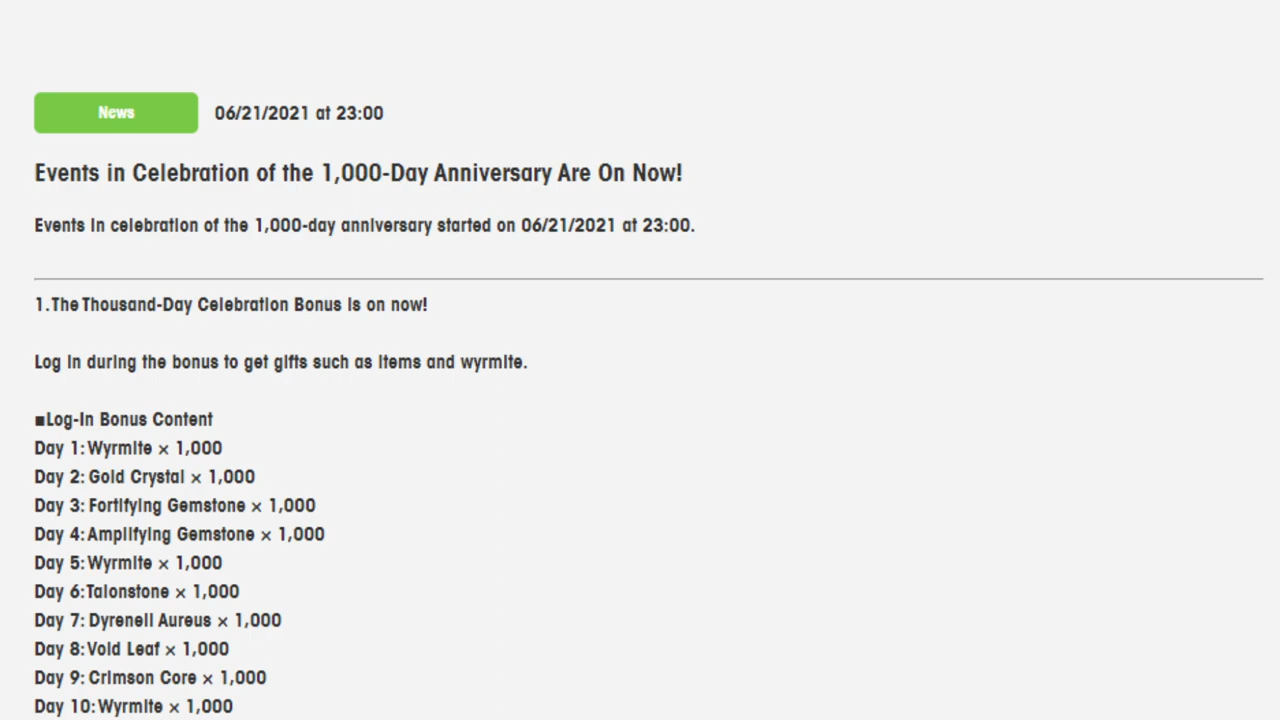 News
06/21/2021 at 23:00
Events in Celebration of the 1,000-Day Anniversary Are On Now!
Events in celebration of the 1,000-day anniversary started on 06/21/2021 at 23:00.
1. The Thousand-Day Celebration Bonus is on now!
Log in during the bonus to get gifts such as items and wyrmite.
■Log-In Bonus Content
Day 1: Wyrmite × 1,000
Day 2: Gold Crystal × 1,000
Day 3: Fortifying Gemstone × 1,000
Day 4: Amplifying Gemstone × 1,000
Day 5: Wyrmite × 1,000
Day 6: Talonstone × 1,000
Day 7: Dyrenell Aureus × 1,000
Day 8: Void Leaf × 1,000
Day 9: Crimson Core × 1,000
Day 10: Wyrmite × 1,000